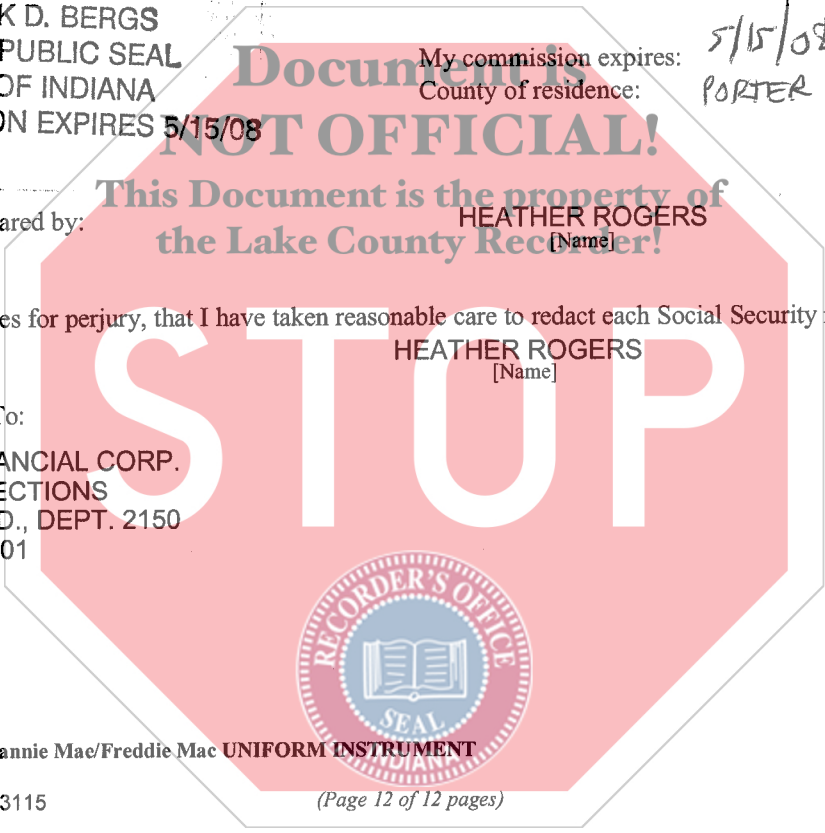 K D. BERGS
PUBLIC SEAL
OF INDIANA
ON EXPIRES 5/15/08
My commission expires: 5/15/08
County of residence: PORTER
Document is
NOT OFFICIAL!
This Document is the property of
the Lake County Recorder!
ared by:
HEATHER ROGERS
[Name]
es for perjury, that I have taken reasonable care to redact each Social Security
HEATHER ROGERS
[Name]
STOP
To:
ANCIAL CORP.
ECTIONS
D., DEPT. 2150
01
RECORDER'S OFFICE
SEAL
INDIANA
annie Mae/Freddie Mac UNIFORM INSTRUMENT
3115
(Page 12 of 12 pages)